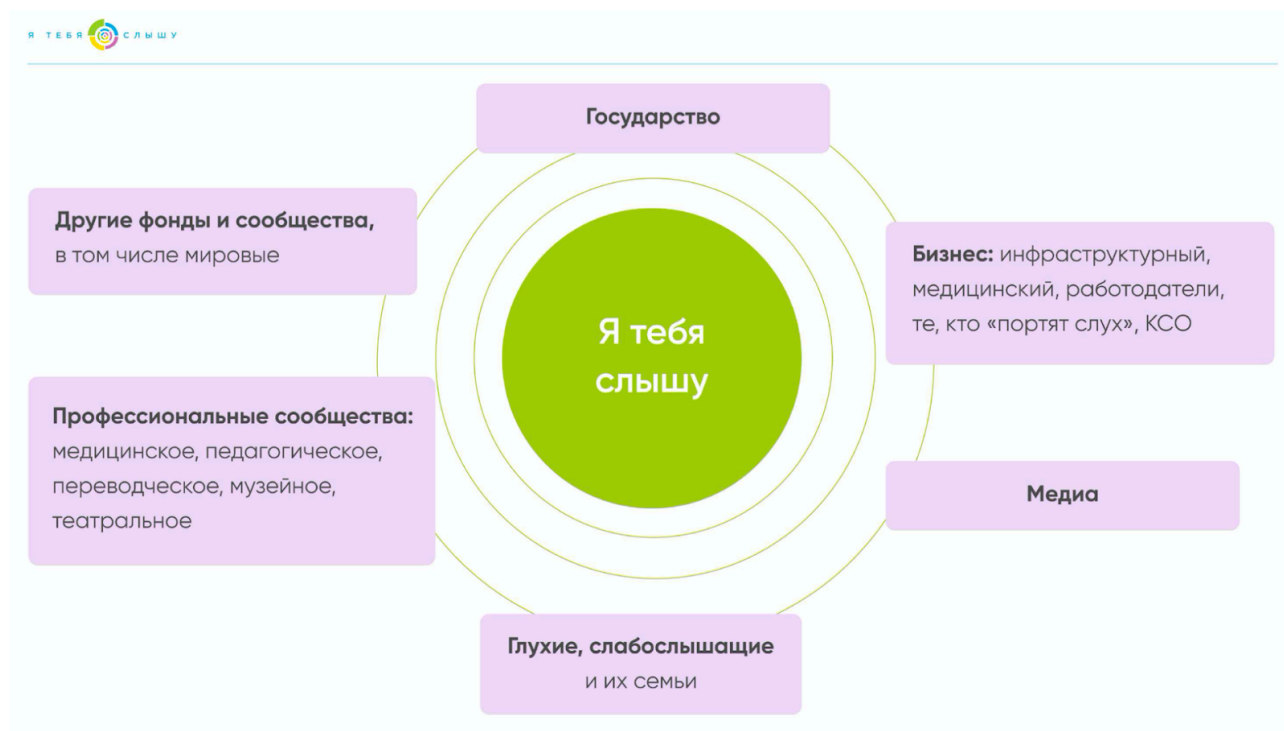 Я ТЕБЯ СЛЫШУ
Государство
Другие фонды и сообщества,
в том числе мировые
Бизнес: инфраструктурный,
медицинский, работодатели,
те, кто «портят слух», КСО
Я тебя
слышу
Профессиональные сообщества:
медицинское, педагогическое,
переводческое, музейное,
театральное
Медиа
Глухие, слабослышащие
и их семьи